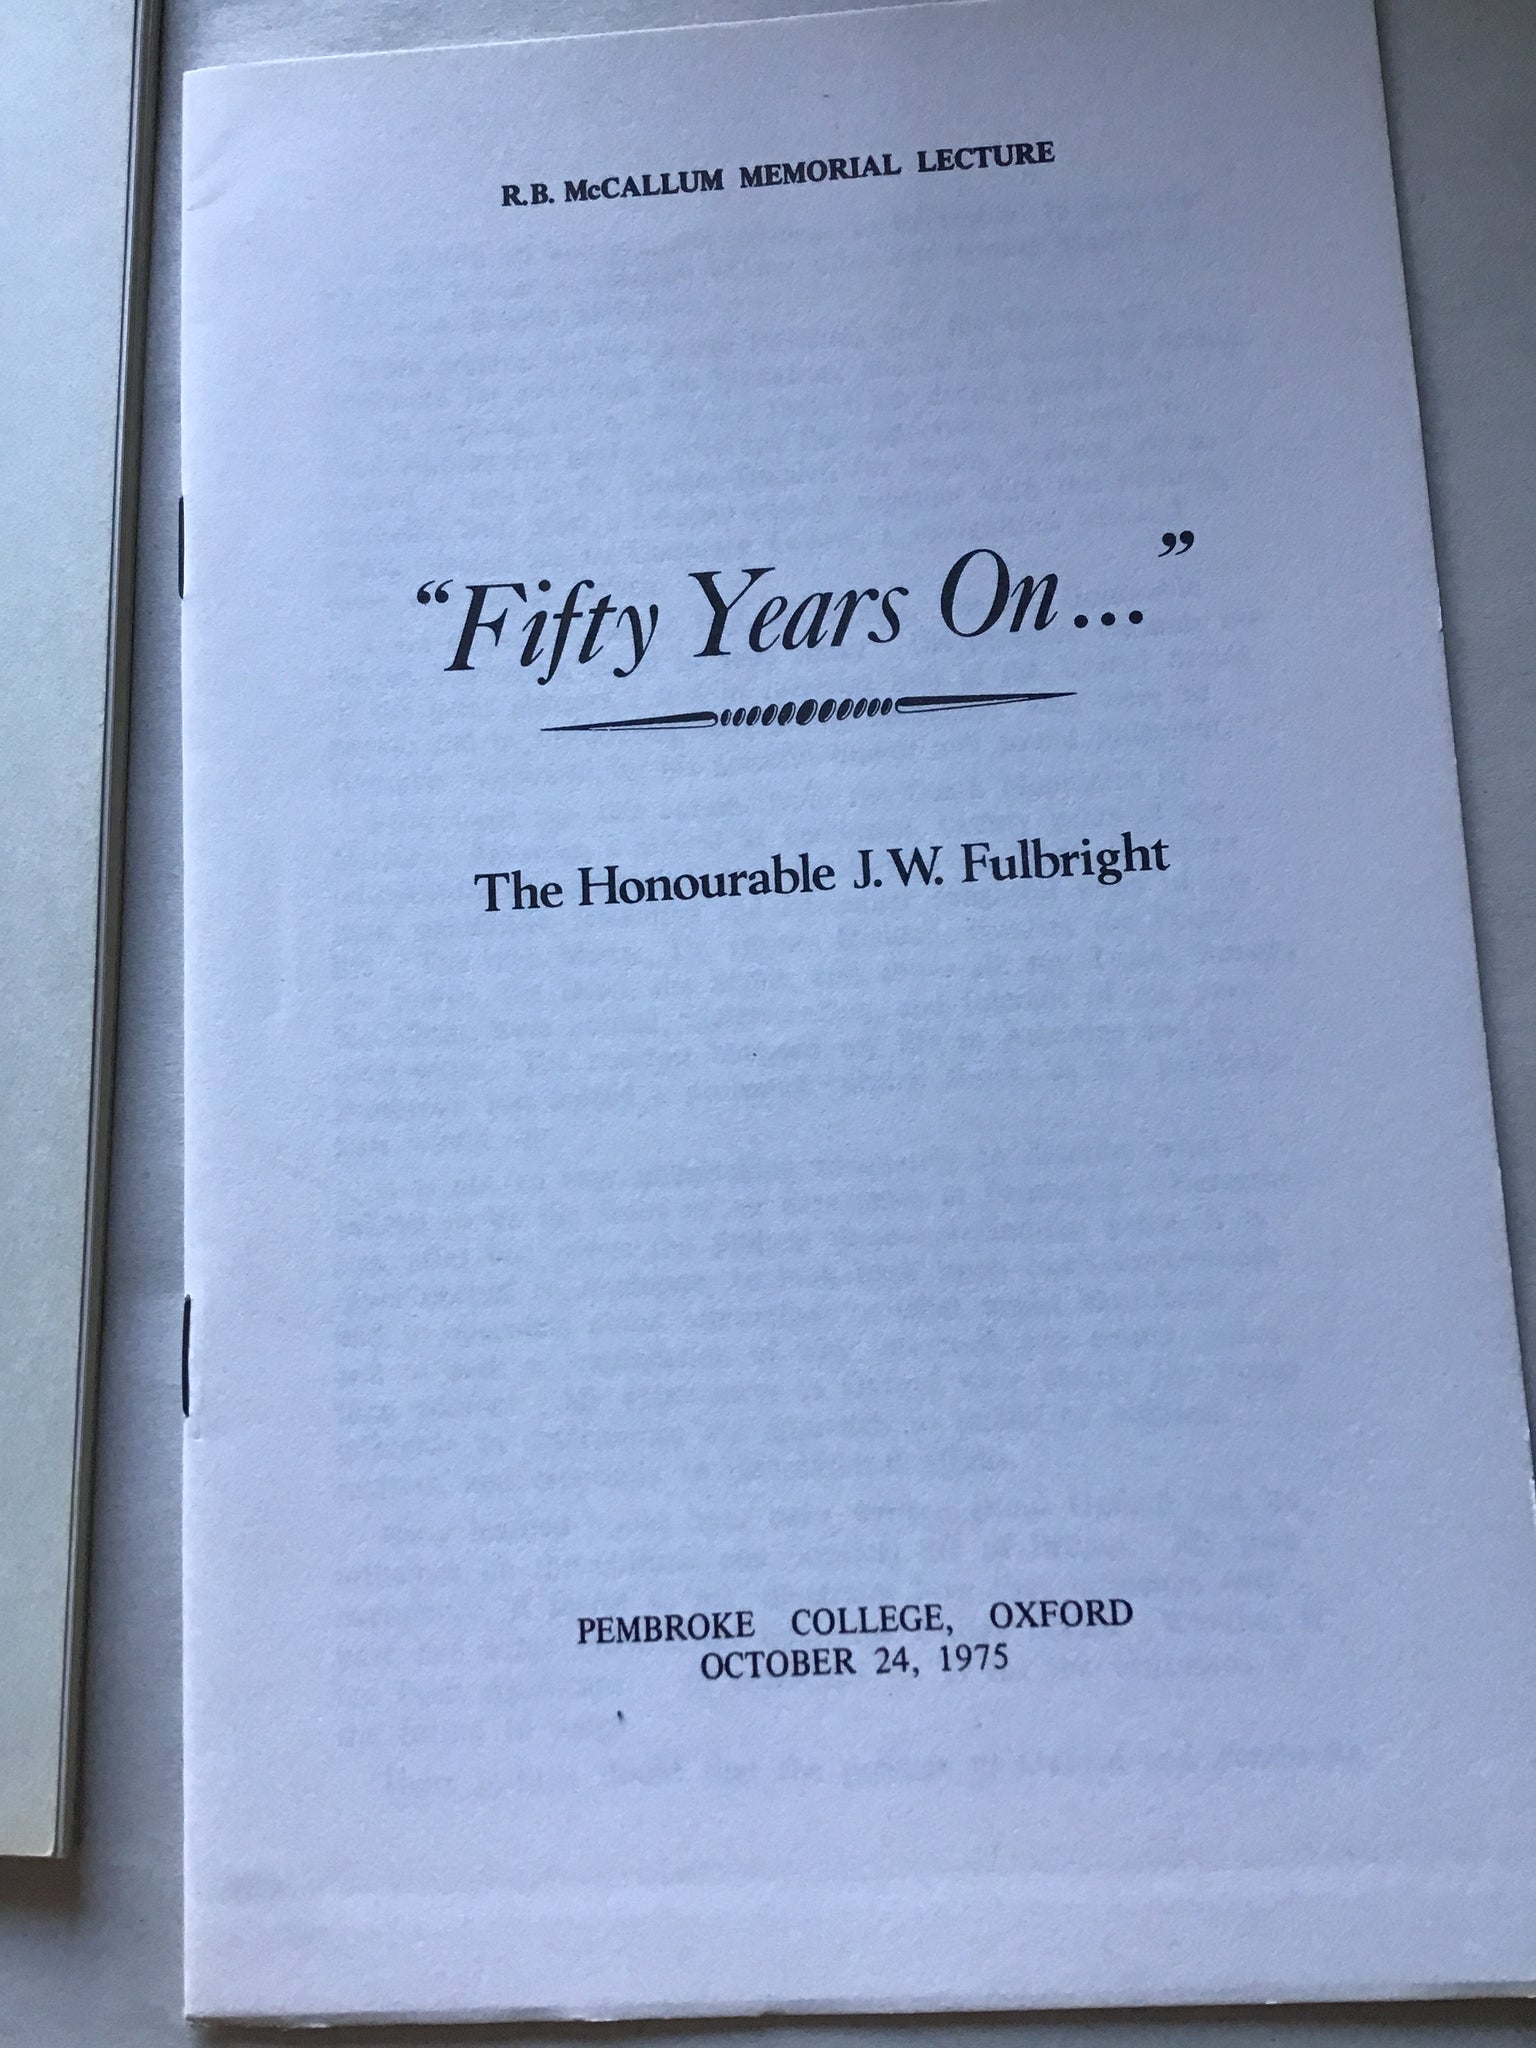 R.B. McCALLUM MEMORIAL LECTURE
“Fifty Years On...”
The Honourable J.W. Fulbright
PEMBROKE COLLEGE, OXFORD
OCTOBER 24, 1975